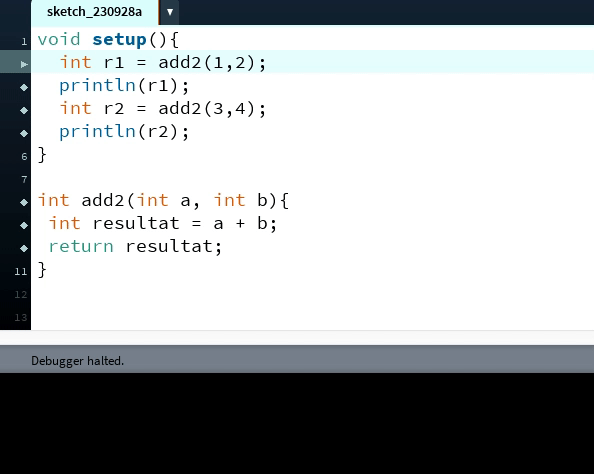 sketch_230928a ▼
1 void setup(){
▶ int r1 = add2(1,2);
◆ println(r1);
◆ int r2 = add2(3,4);
◆ println(r2);
6 }
7
◆ int add2(int a, int b){
◆ int resultat = a + b;
◆ return resultat;
11 }
12
13
Debugger halted.